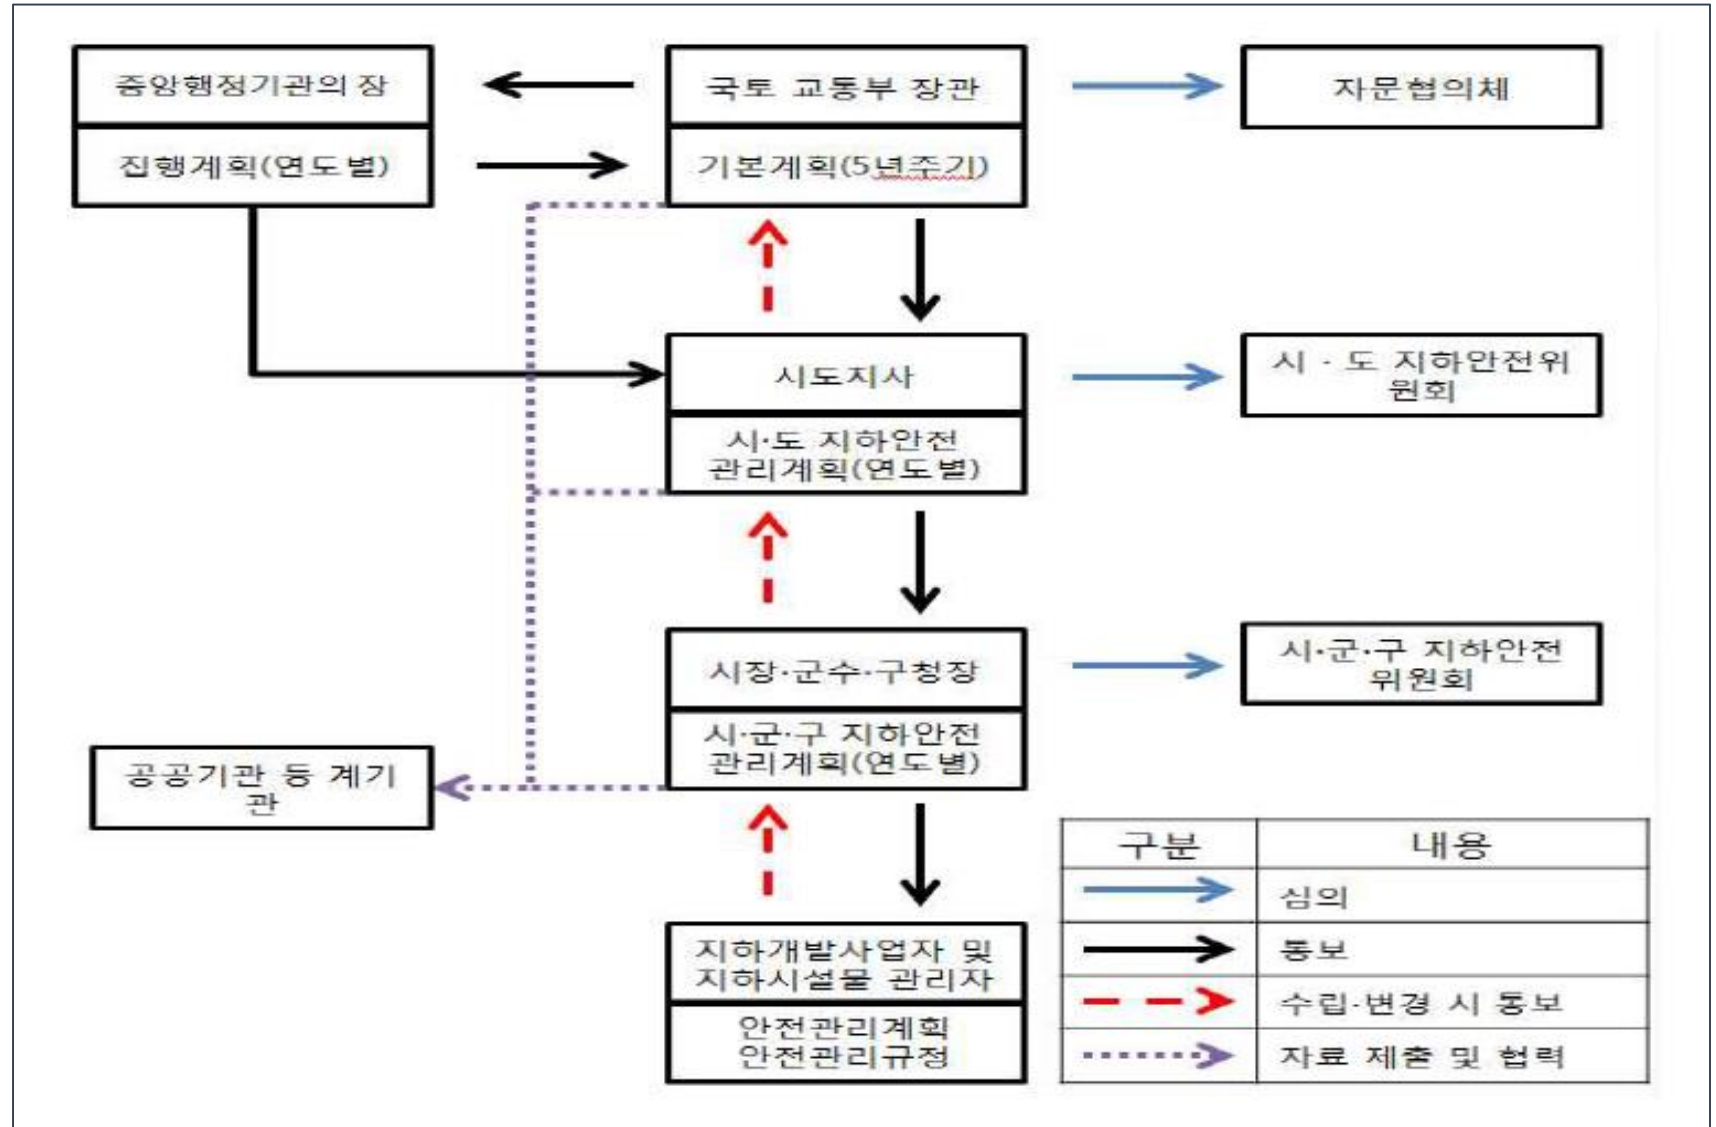 중앙행정기관의 장
집행계획(연도별)
국토 교통부 장관
기본계획(5년주기)
자문협의체
시도지사
시·도 지하안전
관리계획(연도별)
시 · 도 지하안전위
원회
시장·군수·구청장
시·군·구 지하안전
관리계획(연도별)
시·군·구 지하안전
위원회
공공기관 등 계기
관
지하개발사업자 및
지하시설물 관리자
안전관리계획
안전관리규정
구분 내용
심의
통보
수립·변경 시 통보
자료 제출 및 협력